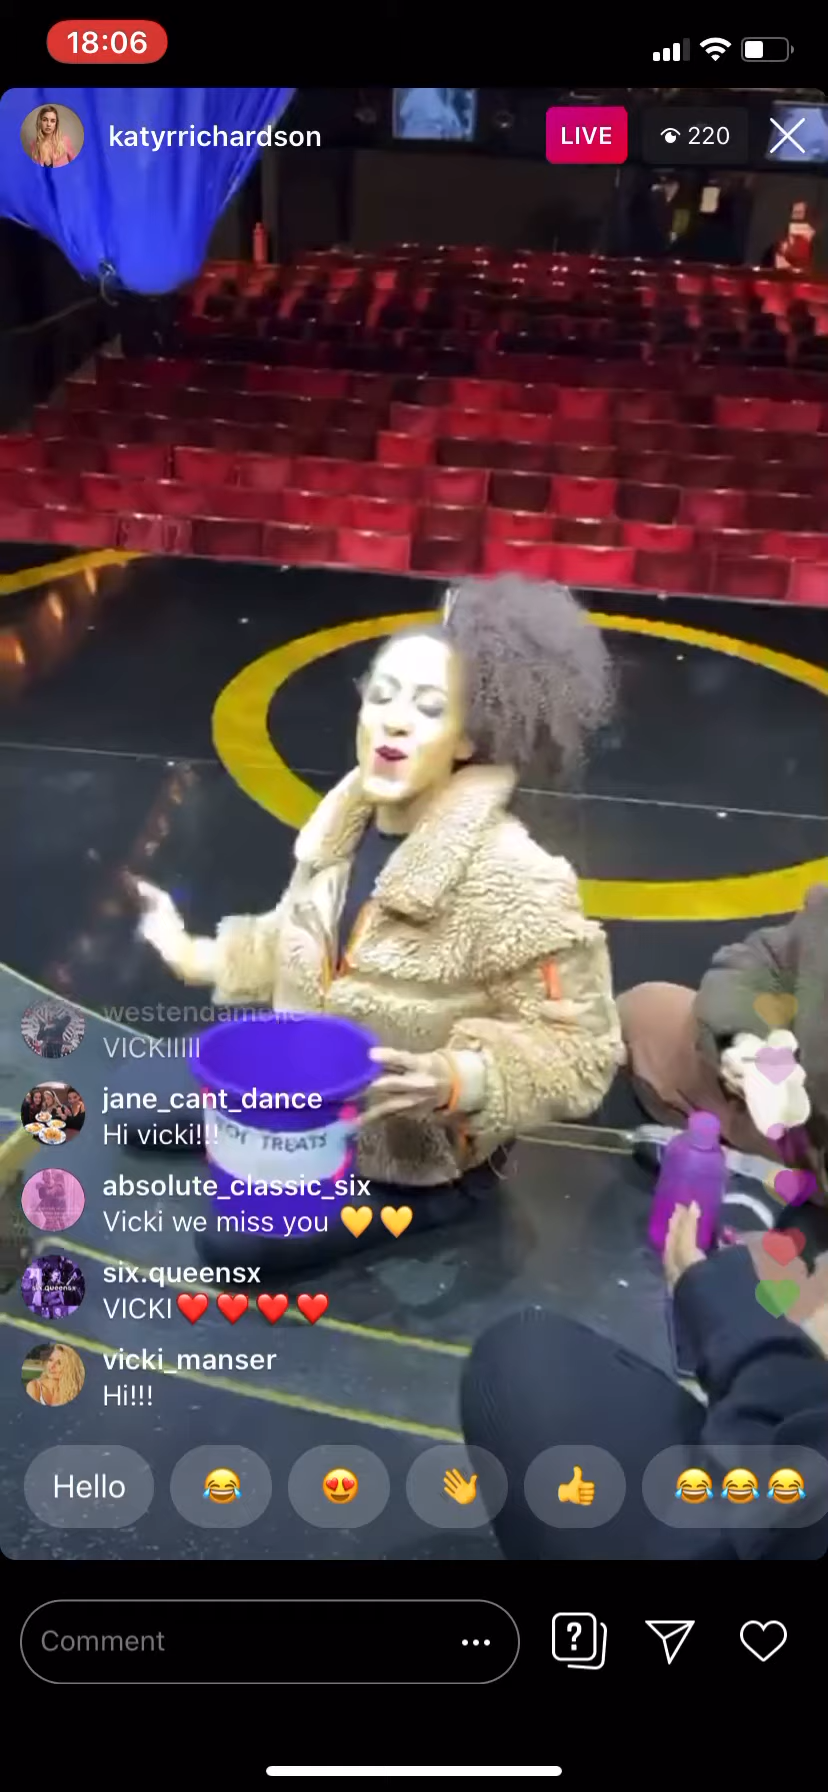 18:06
katyrrichardson
LIVE
220
westendamelie
VICKIIIII
jane_cant_dance
Hi vicki!!!
TREATS
absolute_classic_six
Vicki we miss you 💛💛
six.queensx
VICKI❤️❤️❤️❤️
vicki_manser
Hi!!!
Hello
😂
😍
👋
👍
😂😂😂
Comment